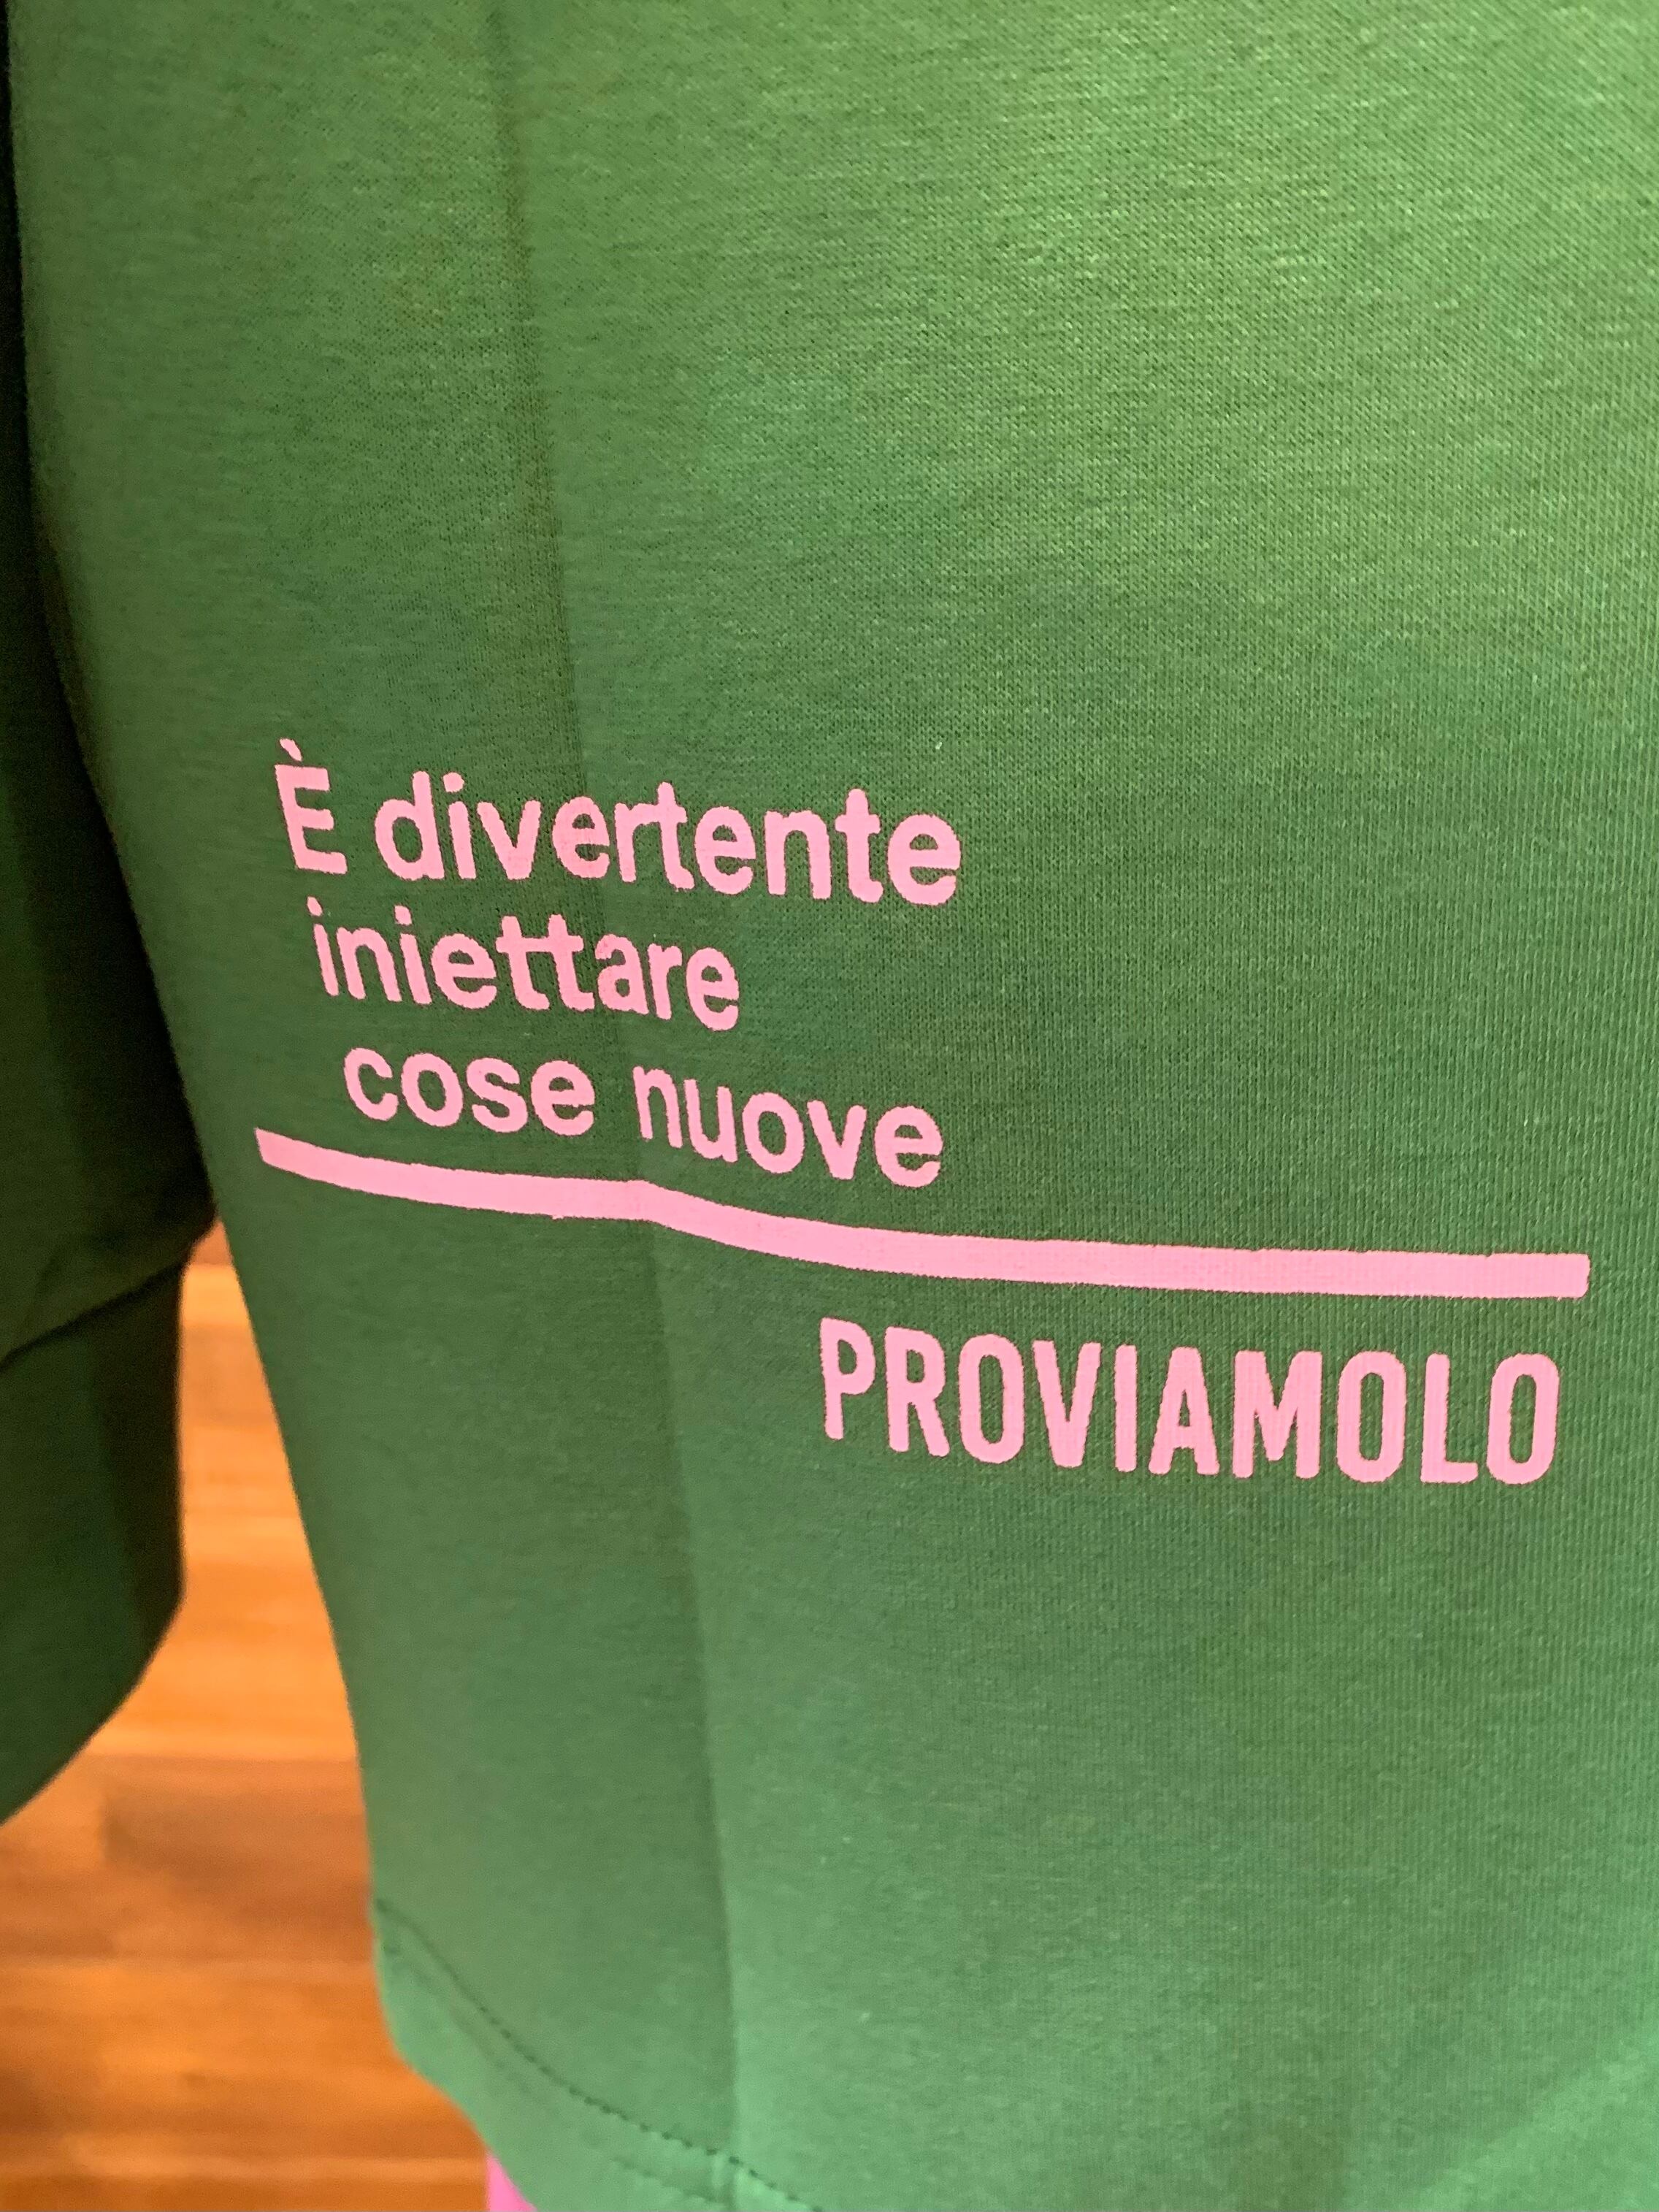 È divertente
iniettare
cose nuove
PROVIAMOLO